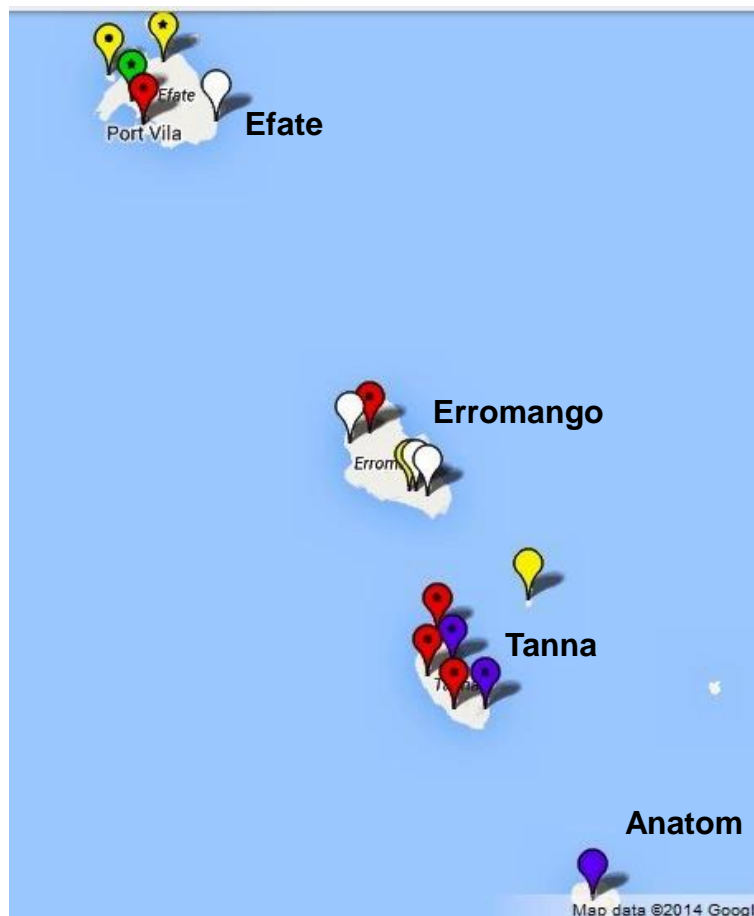 Efate
Efate
Port Vila
Erromango
Tanna
Anatom
Map data ©2014 Googl